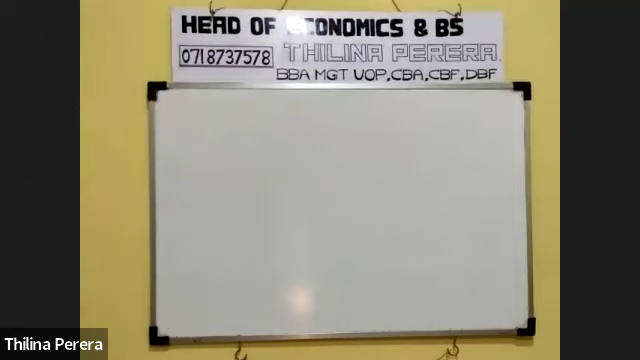 HEAD OF ECONOMICS & BS
0718737578 THILINA PERERA.
BBA MGT UOP,CBA,CBF,DBF
Thilina Perera